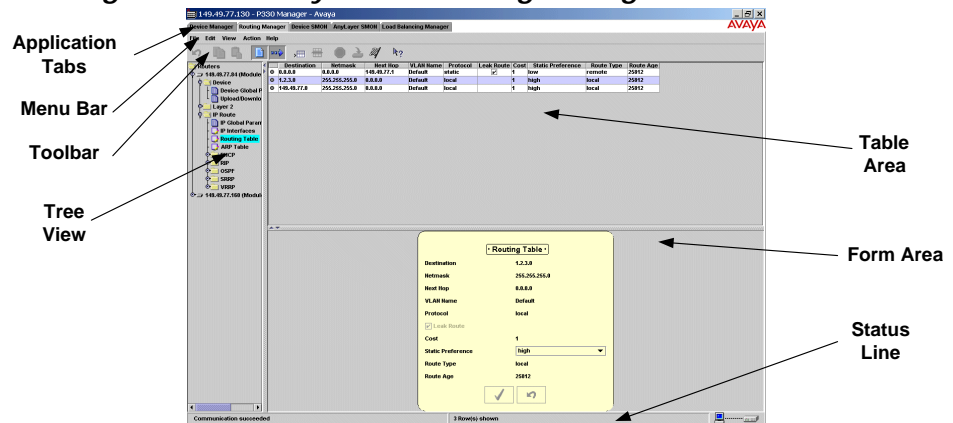 149.49.77.130 - P330 Manager - Avaya
Device Manager Routing Manager Device SMON AnyLayer SMON Load Balancing Manager
AVAYA
File Edit View Action Help
Application
Tabs
Menu Bar
Toolbar
Tree
View
Table
Area
Form Area
Status
Line
Routers
149.49.77.84 (Module
Device
Device Global P
Upload/Downlo
Layer 2
IP Route
IP Global Param
IP Interfaces
Routing Table
ARP Table
RIP
OSPF
SRRP
VRRP
149.49.77.160 (Module
Destination Netmask Next Hop VLAN Name Protocol Leak Route Cost Static Preference Route Type Route Age
0.0.0.0 0.0.0.0 149.49.77.1 Default static 1 low remote 25012
1.2.3.0 255.255.255.0 0.0.0.0 Default local 1 high local 25012
149.49.77.0 255.255.255.0 0.0.0.0 Default local 1 high local 25012
Routing Table
Destination 1.2.3.0
Netmask 255.255.255.0
Next Hop 0.0.0.0
VLAN Name Default
Protocol local
Leak Route
Cost 1
Static Preference high
Route Type local
Route Age 25012
Communication succeeded
3 Row(s) shown